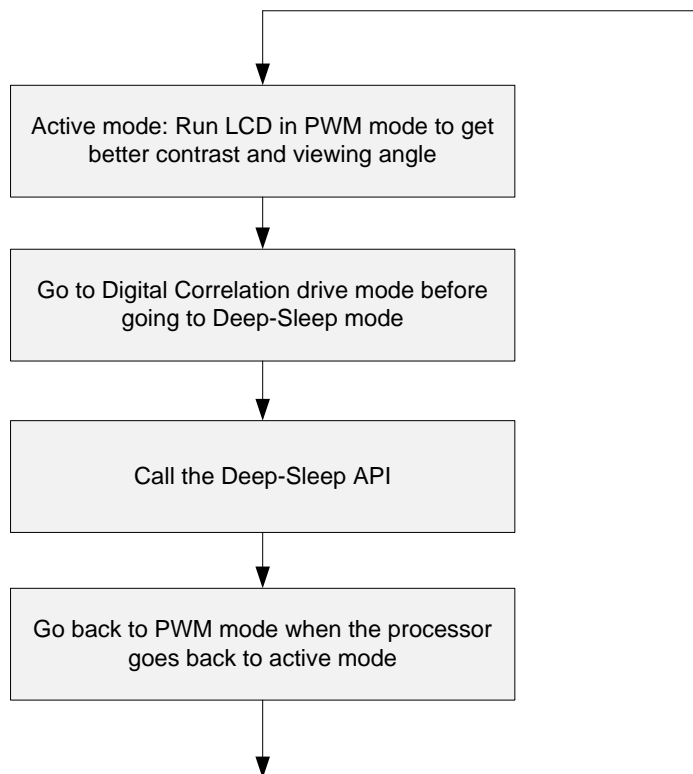 Active mode: Run LCD in PWM mode to get
better contrast and viewing angle
Go to Digital Correlation drive mode before
going to Deep-Sleep mode
Call the Deep-Sleep API
Go back to PWM mode when the processor
goes back to active mode